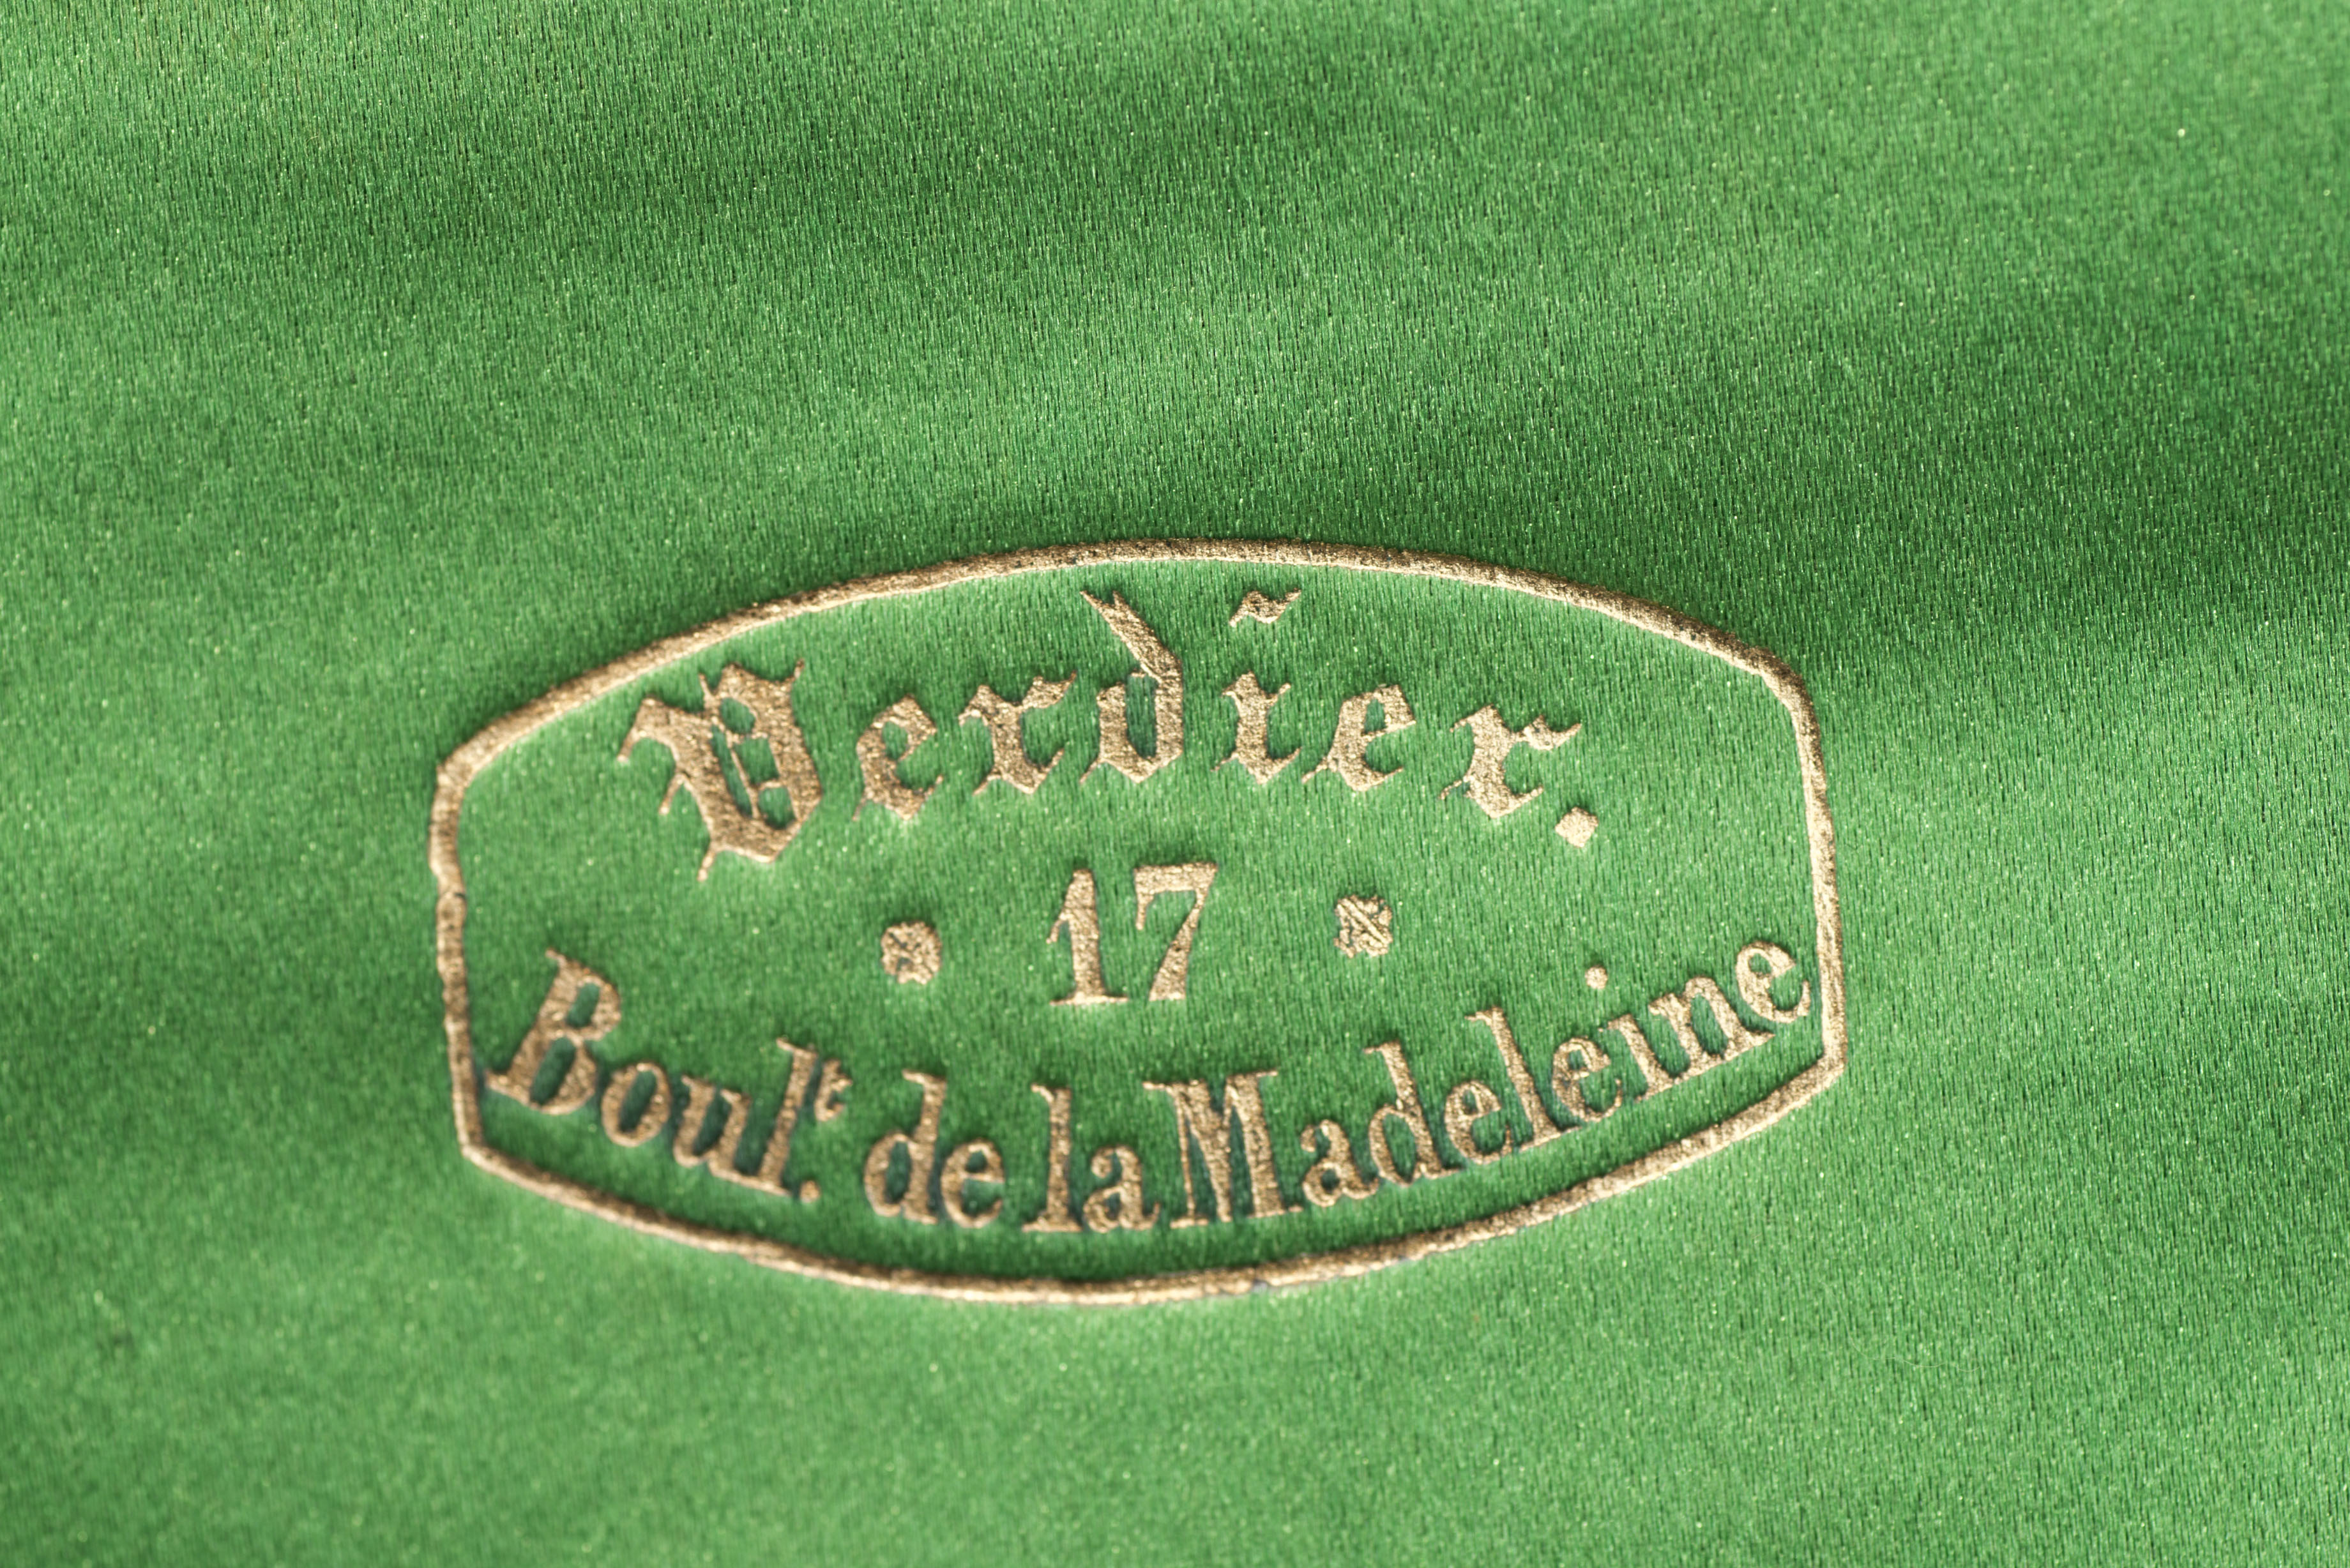 Verdier.
17
Boul.t de la Madeleine